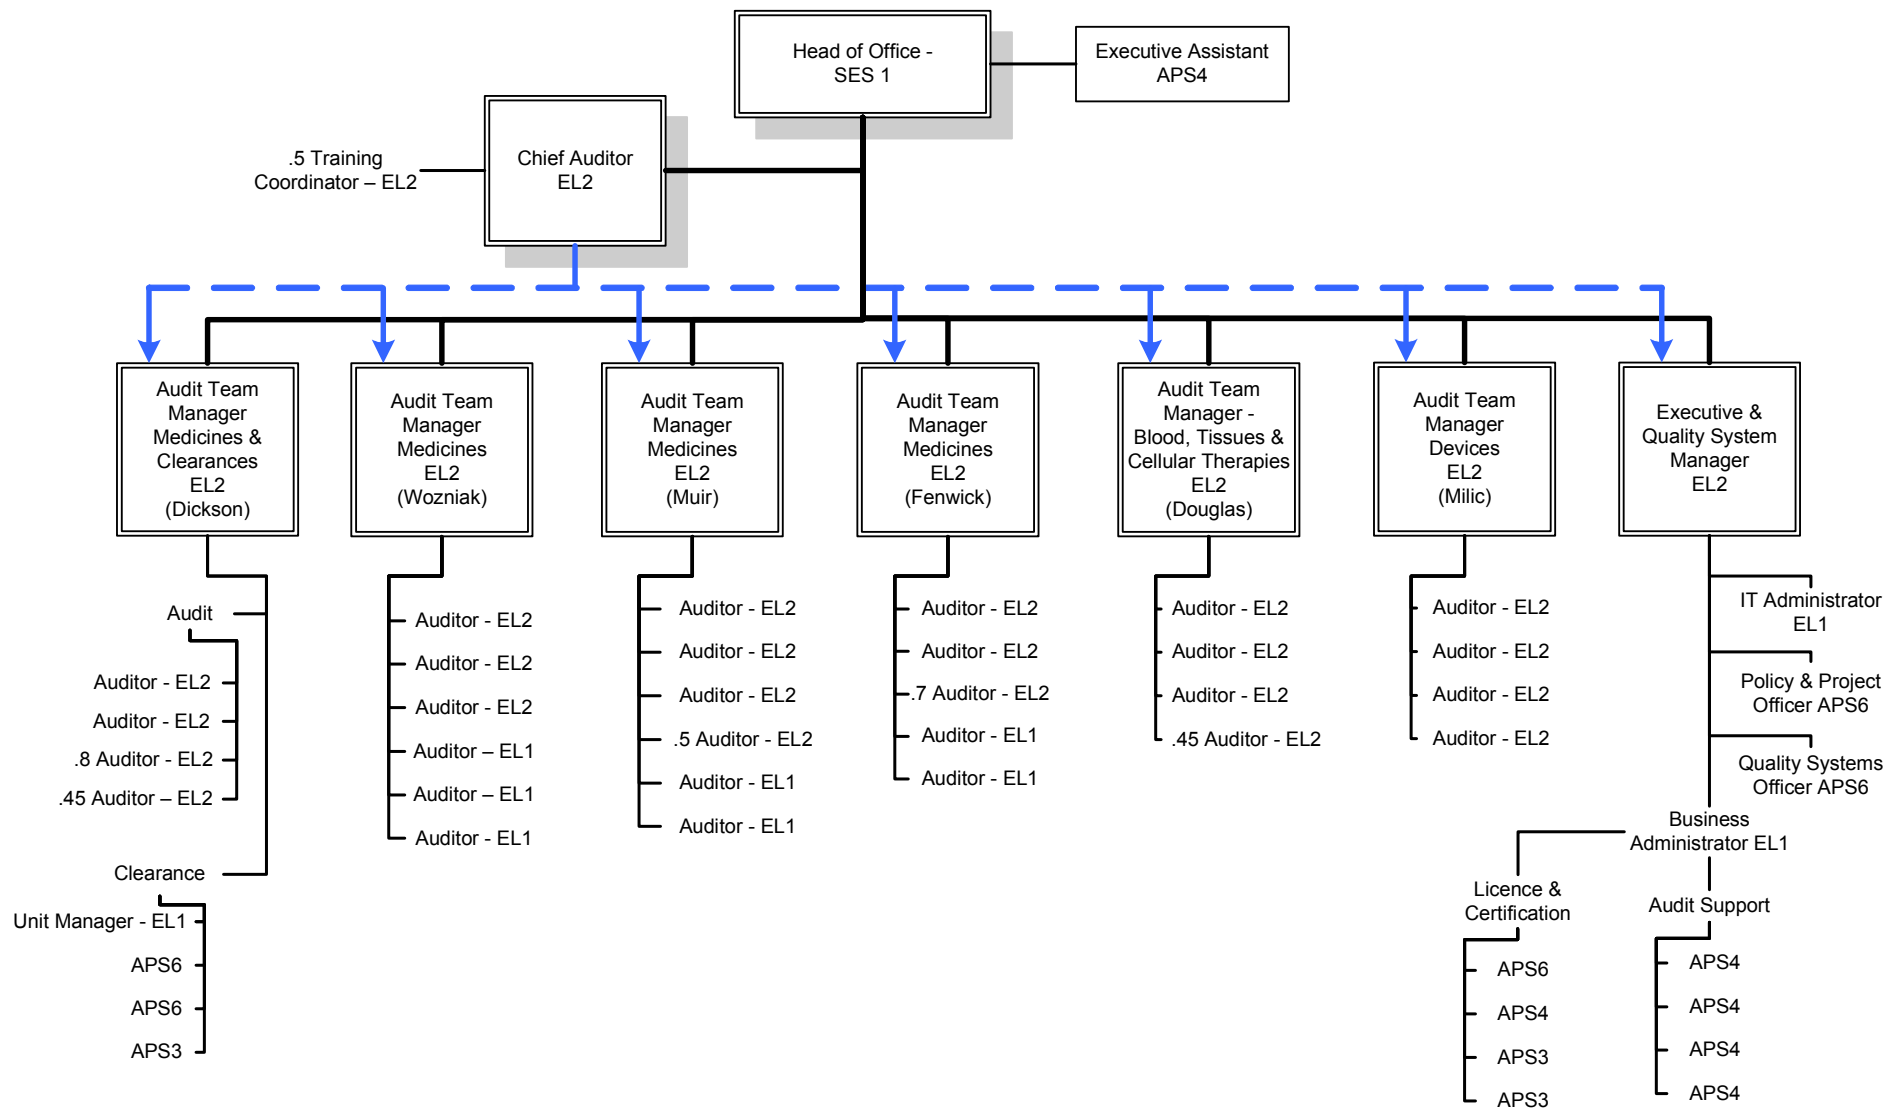 Head of Office -
SES 1
Executive Assistant
APS4
.5 Training
Coordinator – EL2
Chief Auditor
EL2
Audit Team
Manager
Medicines &
Clearances
EL2
(Dickson)
Audit Team
Manager
Medicines
EL2
(Wozniak)
Audit Team
Manager
Medicines
EL2
(Muir)
Audit Team
Manager
Medicines
EL2
(Fenwick)
Audit Team
Manager -
Blood, Tissues &
Cellular Therapies
EL2
(Douglas)
Audit Team
Manager
Devices
EL2
(Milic)
Executive &
Quality System
Manager
EL2
Audit
Auditor - EL2
Auditor - EL2
.8 Auditor - EL2
.45 Auditor – EL2
Clearance
Unit Manager - EL1
APS6
APS6
APS3
Auditor - EL2
Auditor - EL2
Auditor - EL2
Auditor – EL1
Auditor – EL1
Auditor - EL1
Auditor - EL2
Auditor - EL2
Auditor - EL2
.5 Auditor - EL2
Auditor - EL1
Auditor - EL1
Auditor - EL2
Auditor - EL2
.7 Auditor - EL2
Auditor - EL1
Auditor - EL1
Auditor - EL2
Auditor - EL2
Auditor - EL2
.45 Auditor - EL2
Auditor - EL2
Auditor - EL2
Auditor - EL2
Auditor - EL2
IT Administrator
EL1
Policy & Project
Officer APS6
Quality Systems
Officer APS6
Business
Administrator EL1
Licence &
Certification
APS6
APS4
APS3
APS3
Audit Support
APS4
APS4
APS4
APS4